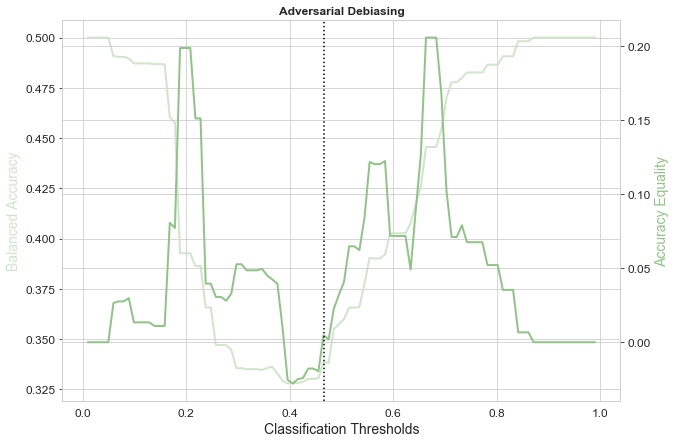 Adversarial Debiasing
0.500
0.475
0.450
0.425
0.400
0.375
0.350
0.325
Balanced Accuracy
0.20
0.15
0.10
0.05
0.00
Accuracy Equality
0.0 0.2 0.4 0.6 0.8 1.0
Classification Thresholds